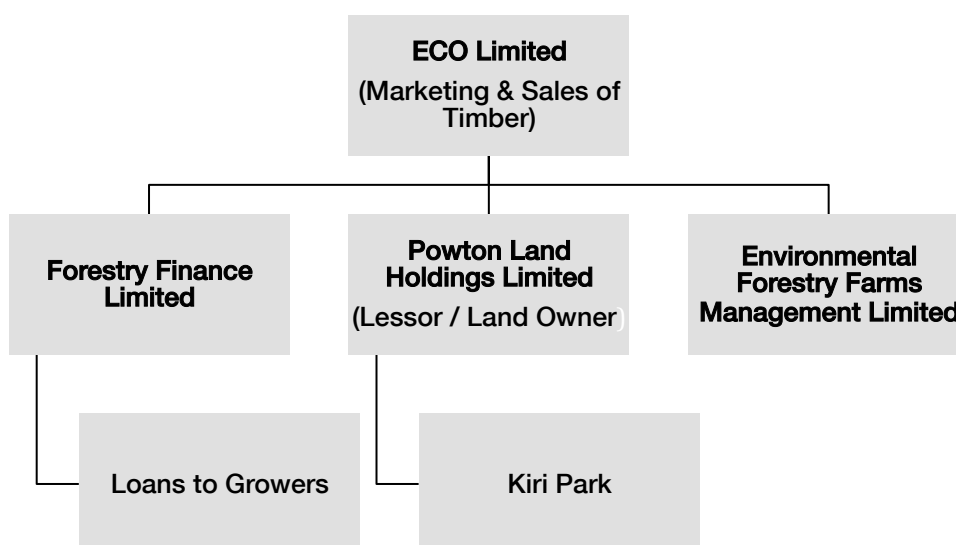 ECO Limited
(Marketing & Sales of
Timber)
Forestry Finance
Limited
Powton Land
Holdings Limited
(Lessor / Land Owner)
Environmental
Forestry Farms
Management Limited
Loans to Growers
Kiri Park